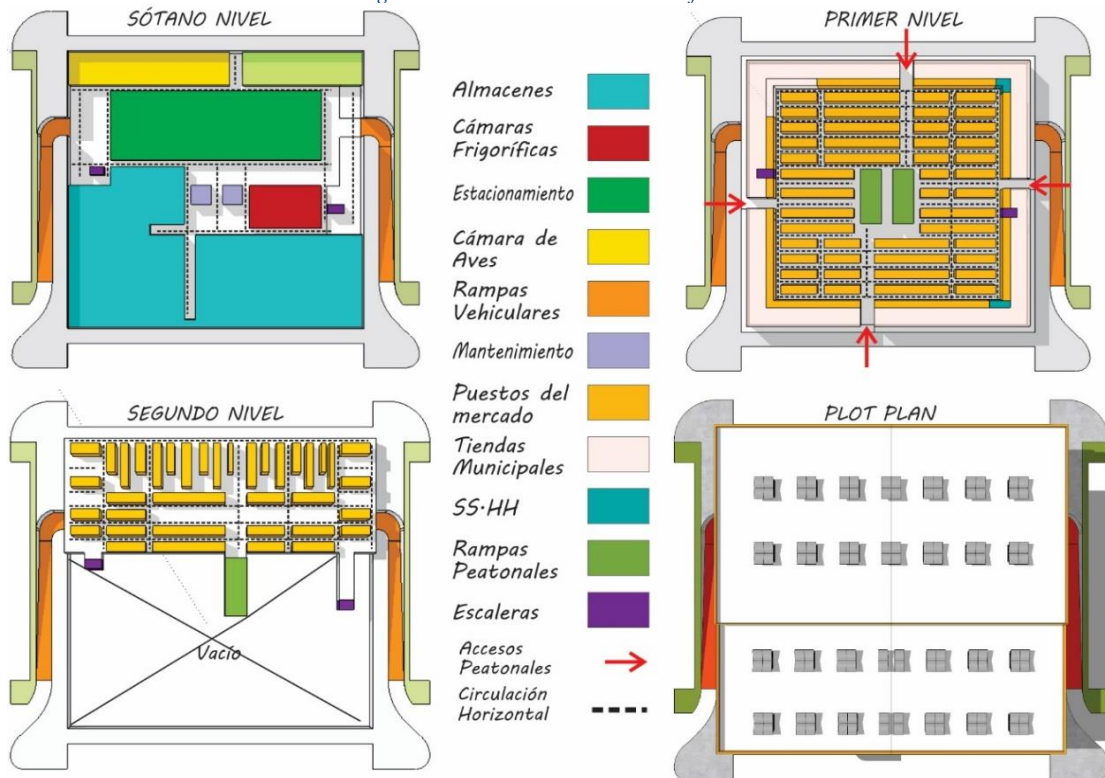 SÓTANO NIVEL
PRIMER NIVEL
Almacenes
Cámaras
Frigoríficas
Estacionamiento
Cámara de
Aves
Rampas
Vehiculares
Mantenimiento
Puestos del
mercado
Tiendas
Municipales
SS·HH
Rampas
Peatonales
Escaleras
Accesos
Peatonales
Circulación
Horizontal
SEGUNDO NIVEL
Vacío
PLOT PLAN